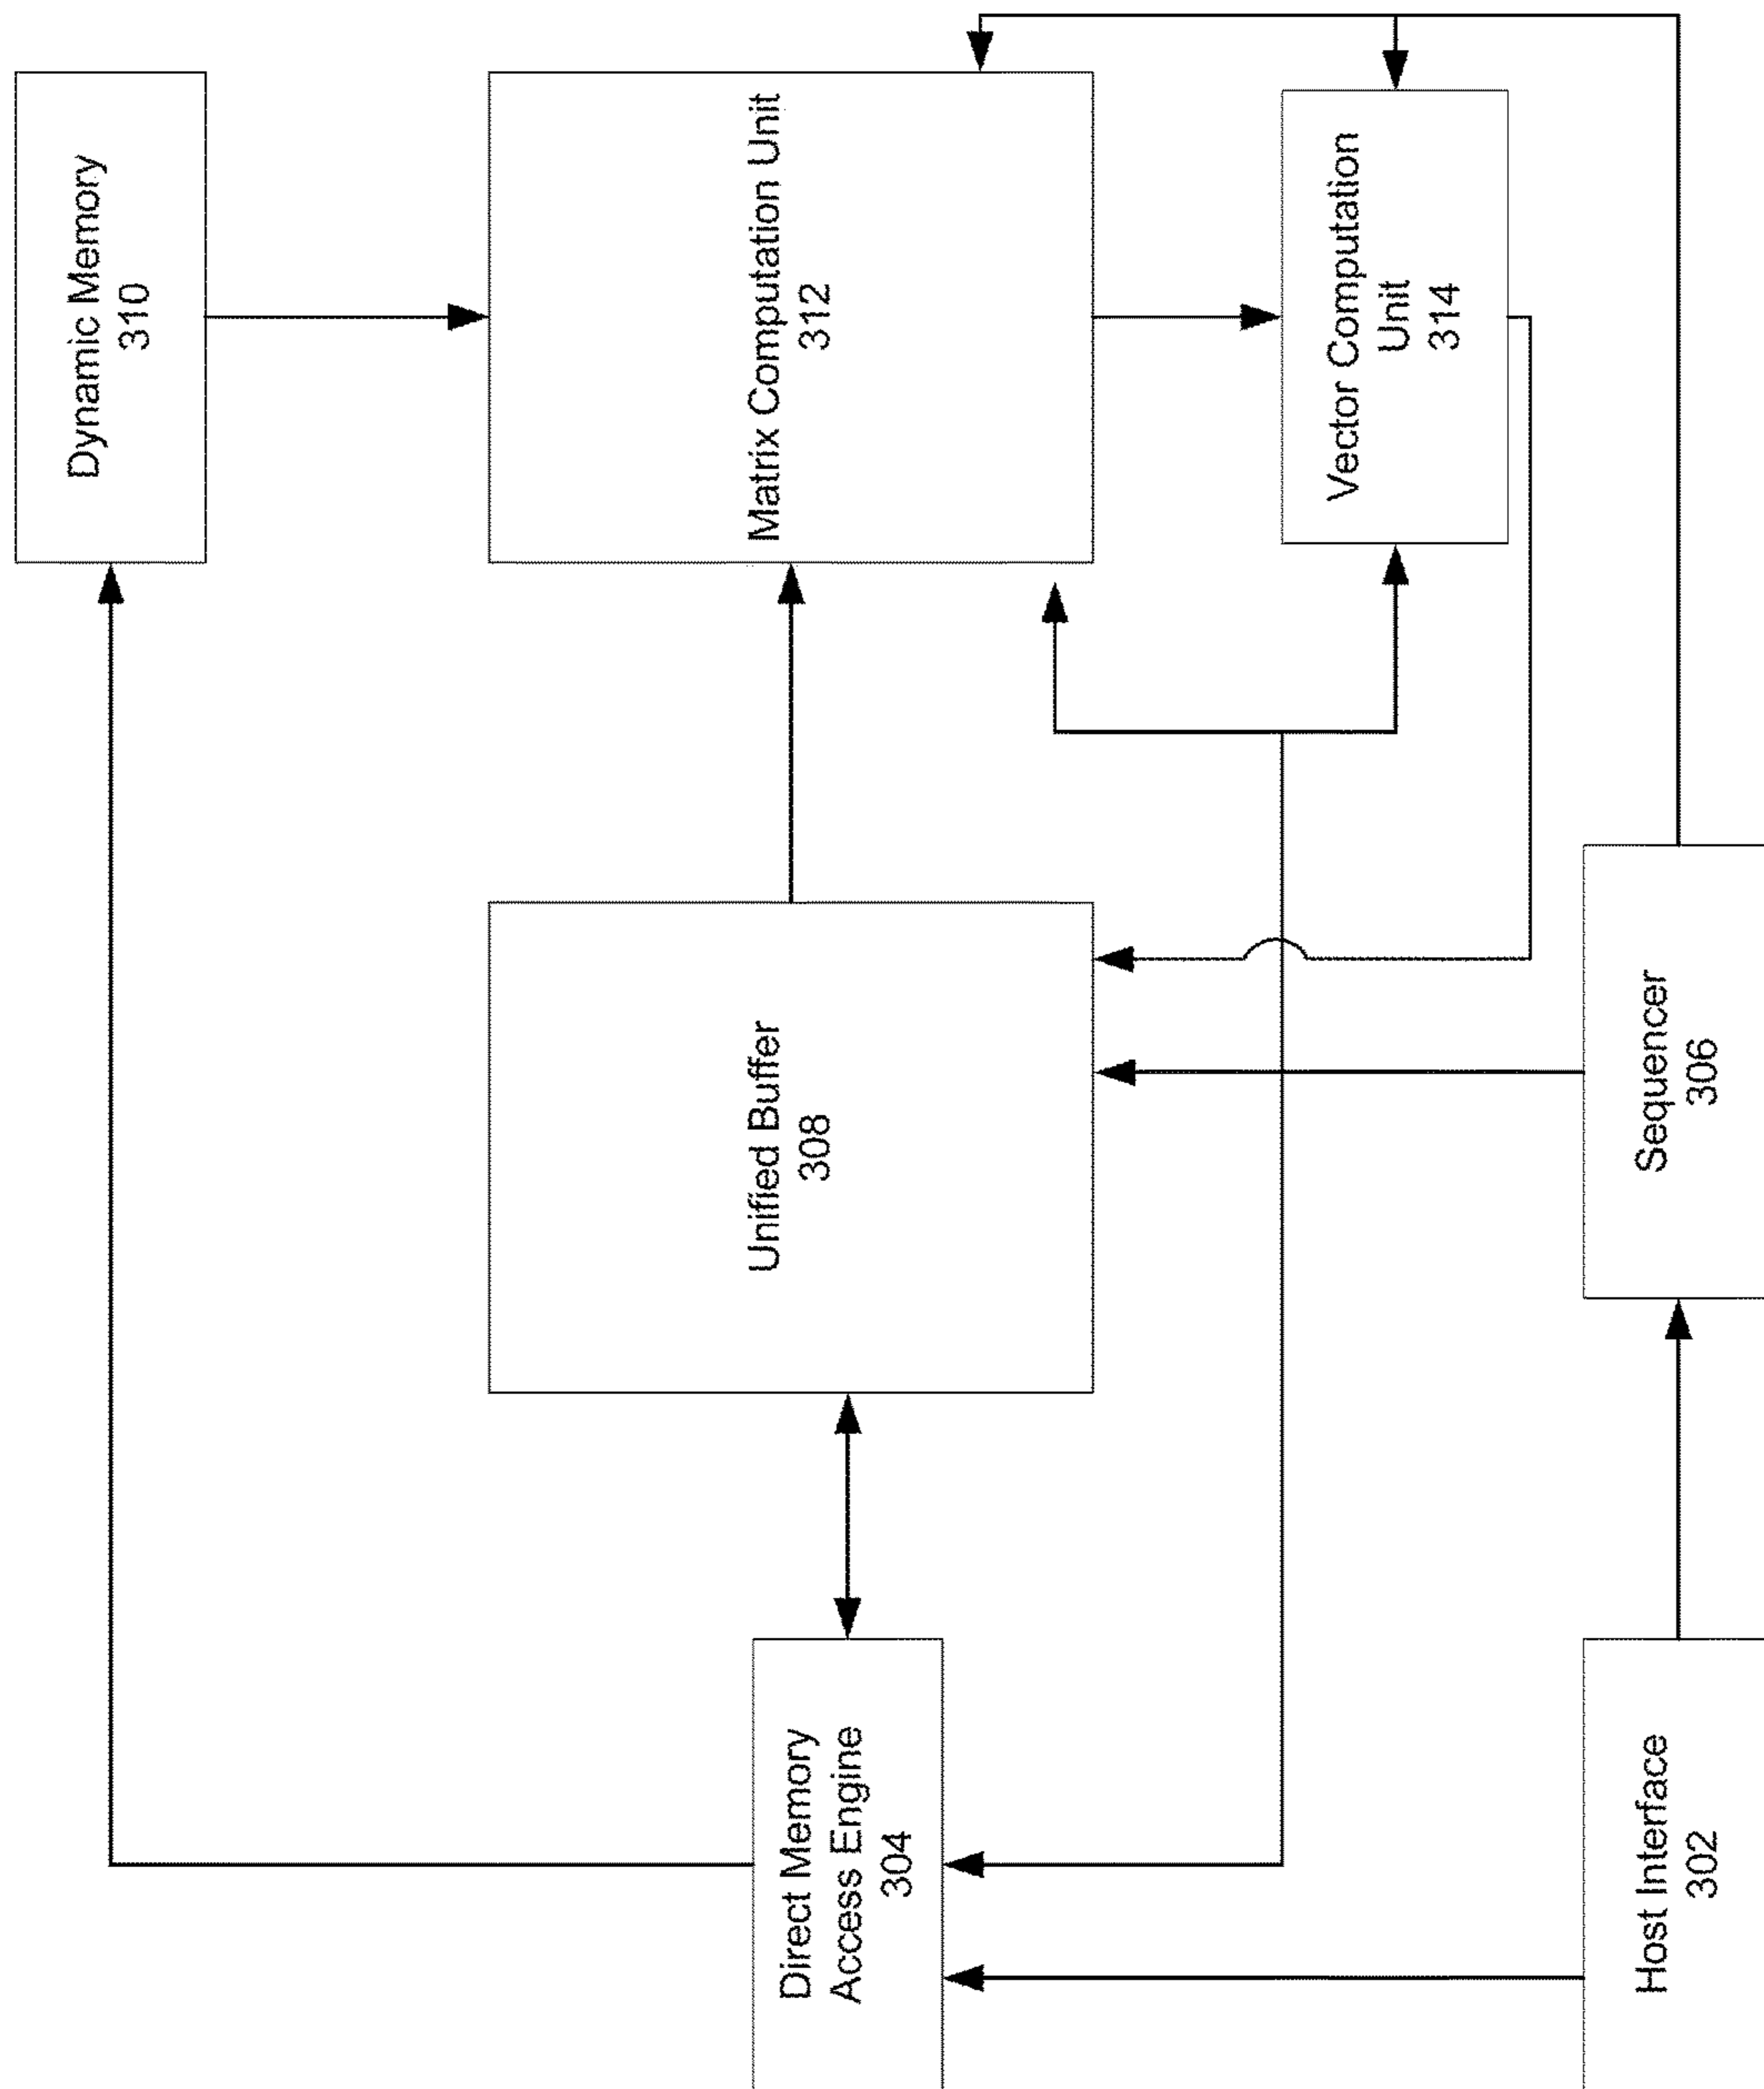 Dynamic Memory
310
Direct Memory
Access Engine
304
Unified Buffer
308
Matrix Computation Unit
312
Vector Computation
Unit
314
Host Interface
302
Sequencer
306